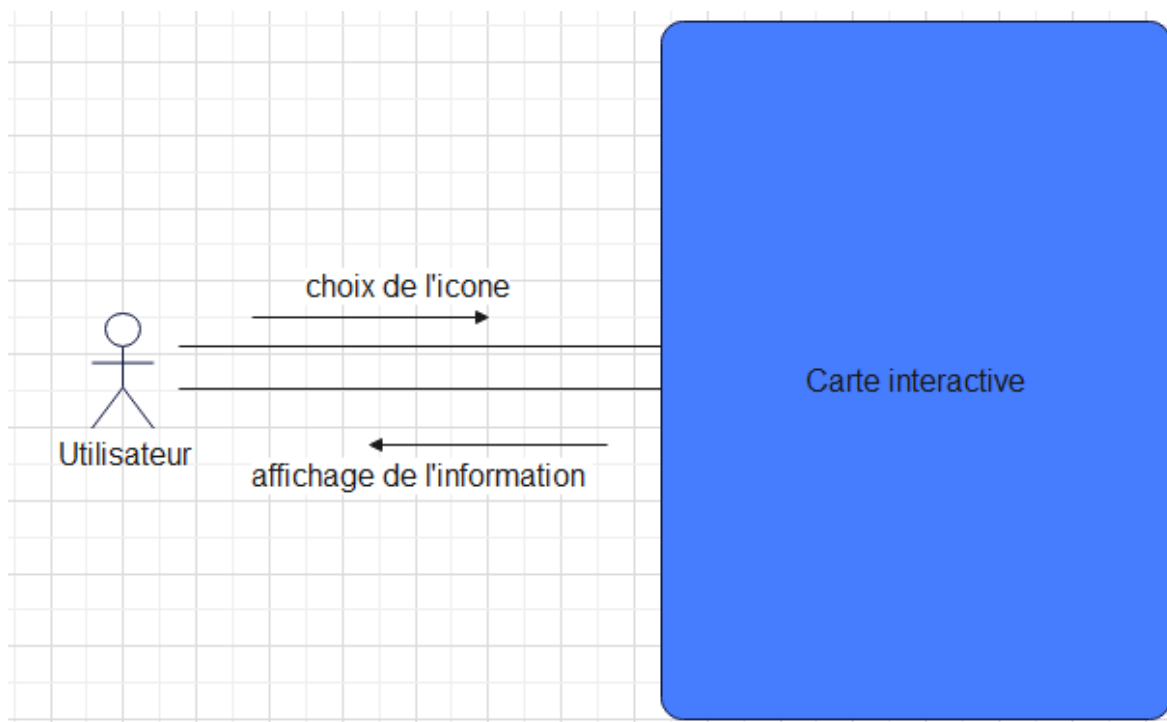 choix de l'icone
Carte interactive
Utilisateur
affichage de l'information